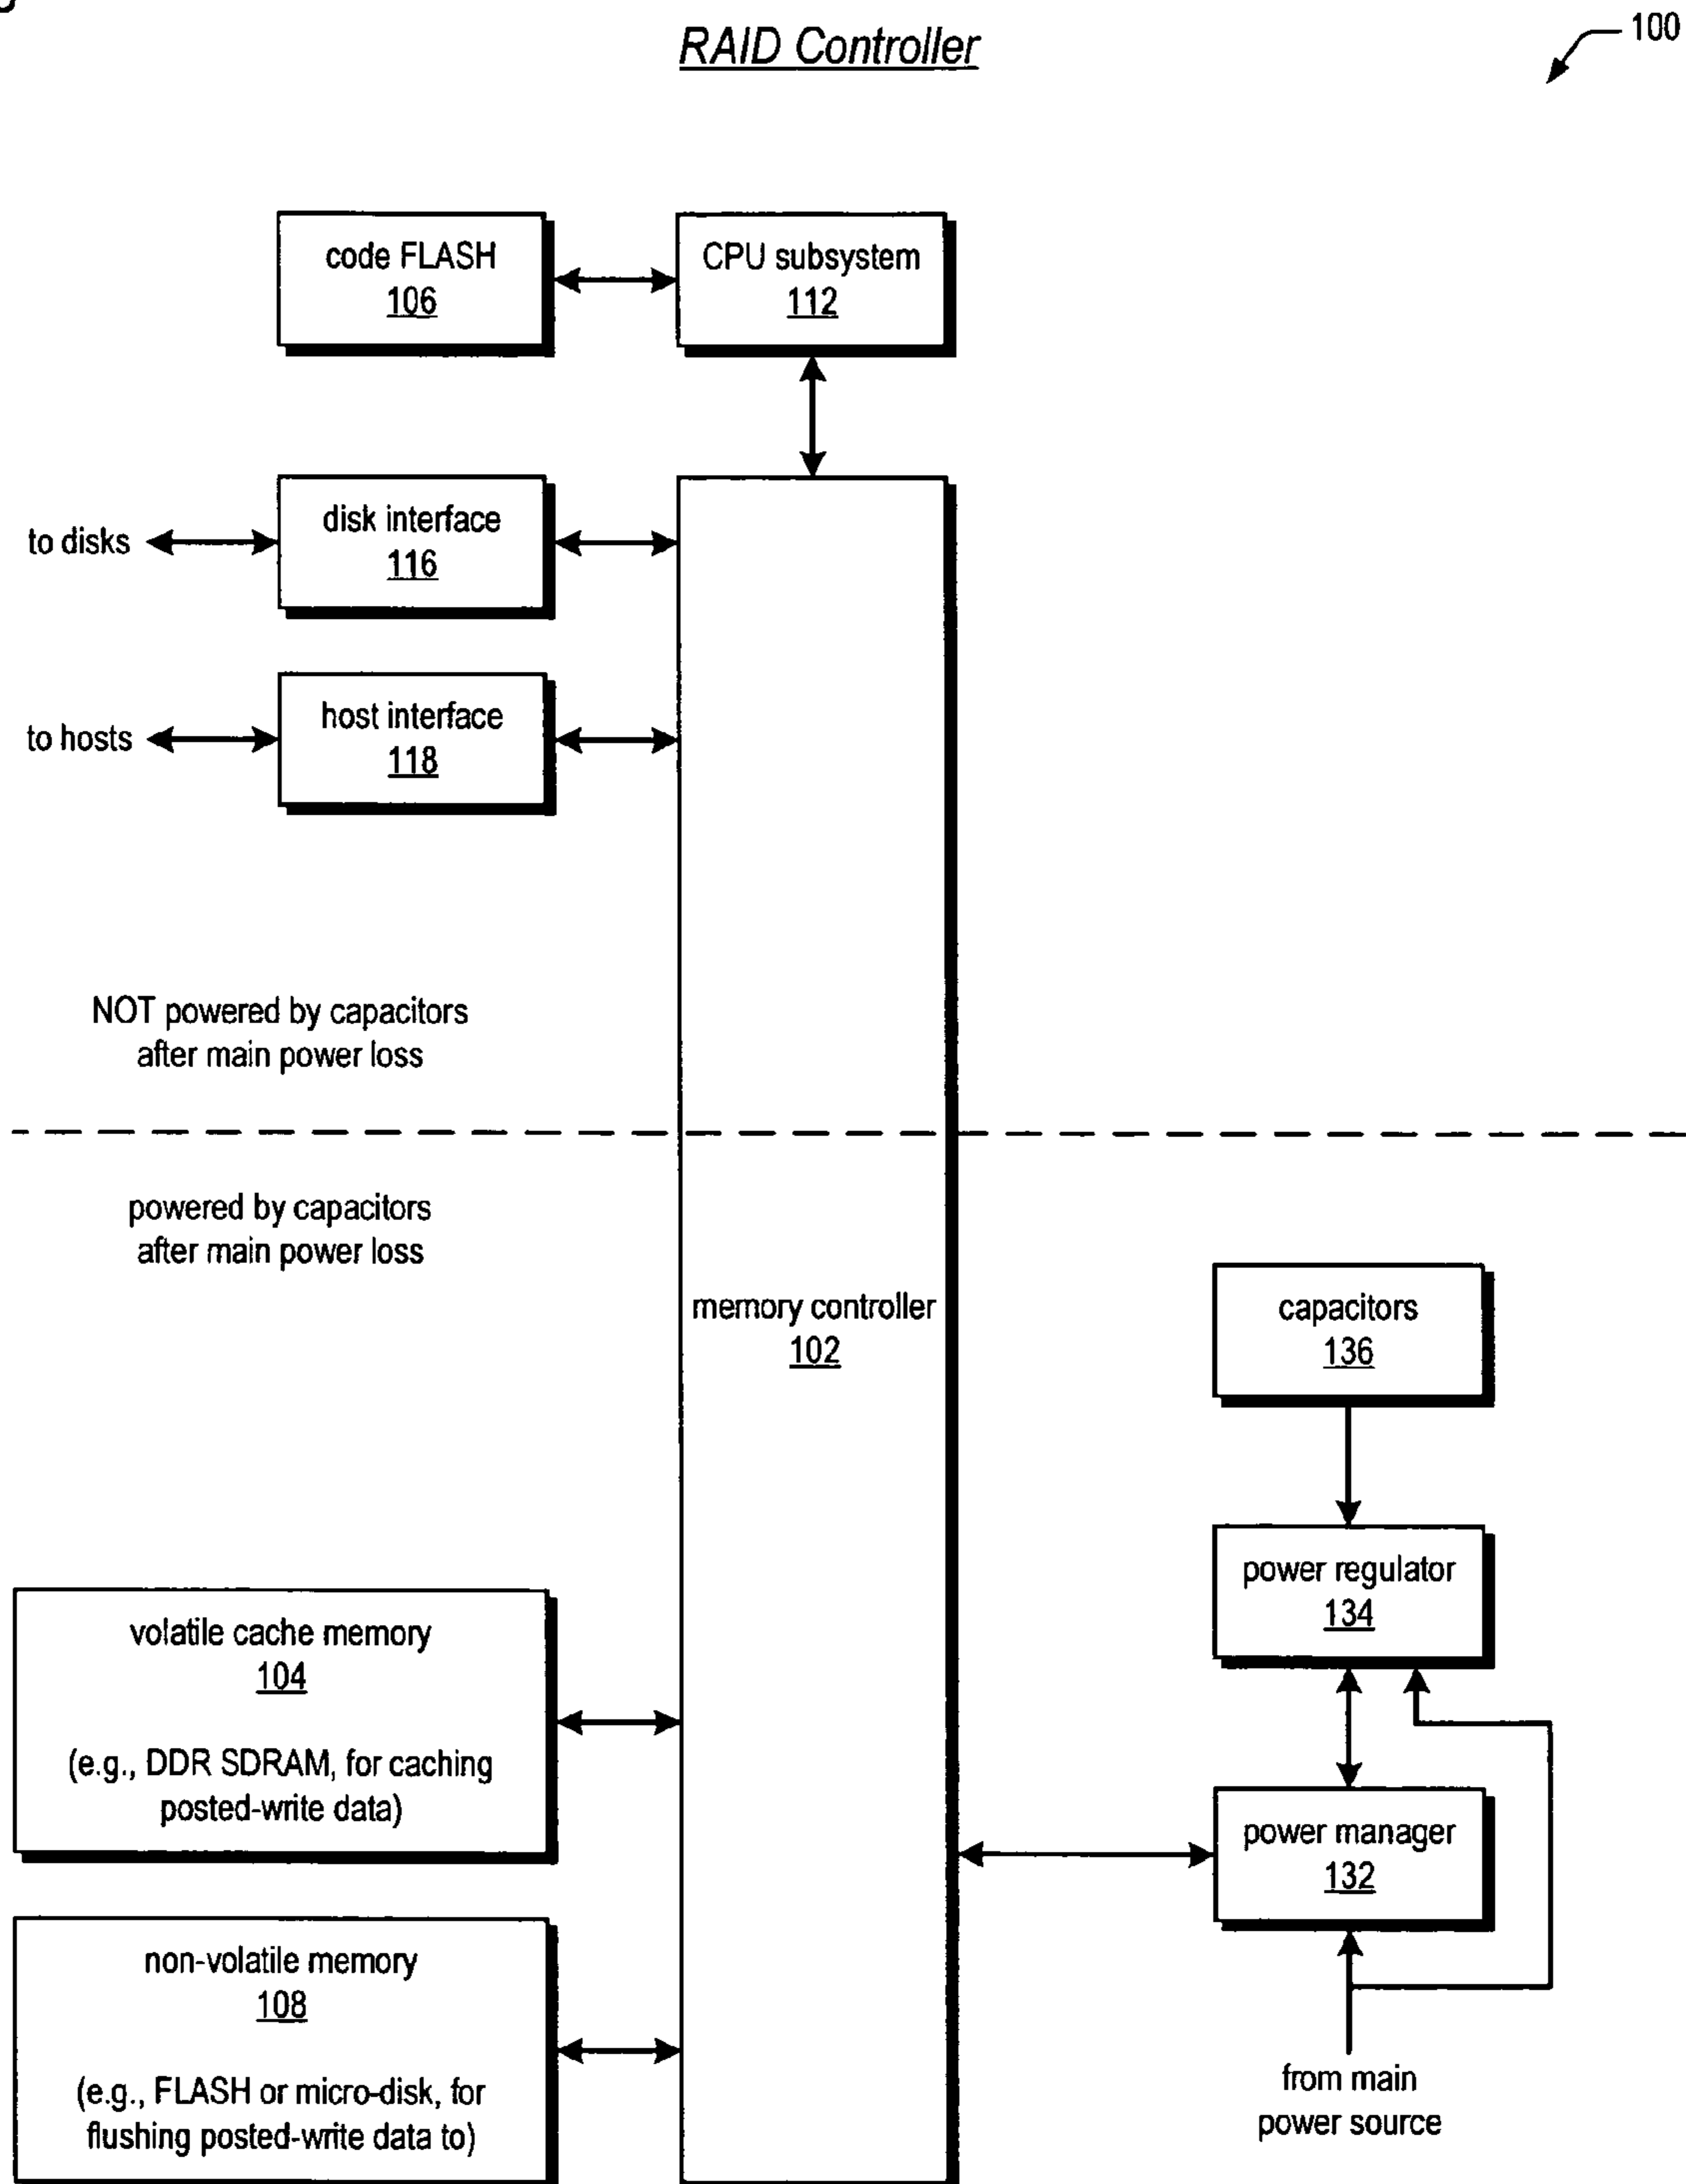 RAID Controller
100
code FLASH
106
CPU subsystem
112
to disks
disk interface
116
to hosts
host interface
118
NOT powered by capacitors
after main power loss
powered by capacitors
after main power loss
memory controller
102
capacitors
136
power regulator
134
volatile cache memory
104
(e.g., DDR SDRAM, for caching
posted-write data)
power manager
132
non-volatile memory
108
(e.g., FLASH or micro-disk, for
flushing posted-write data to)
from main
power source